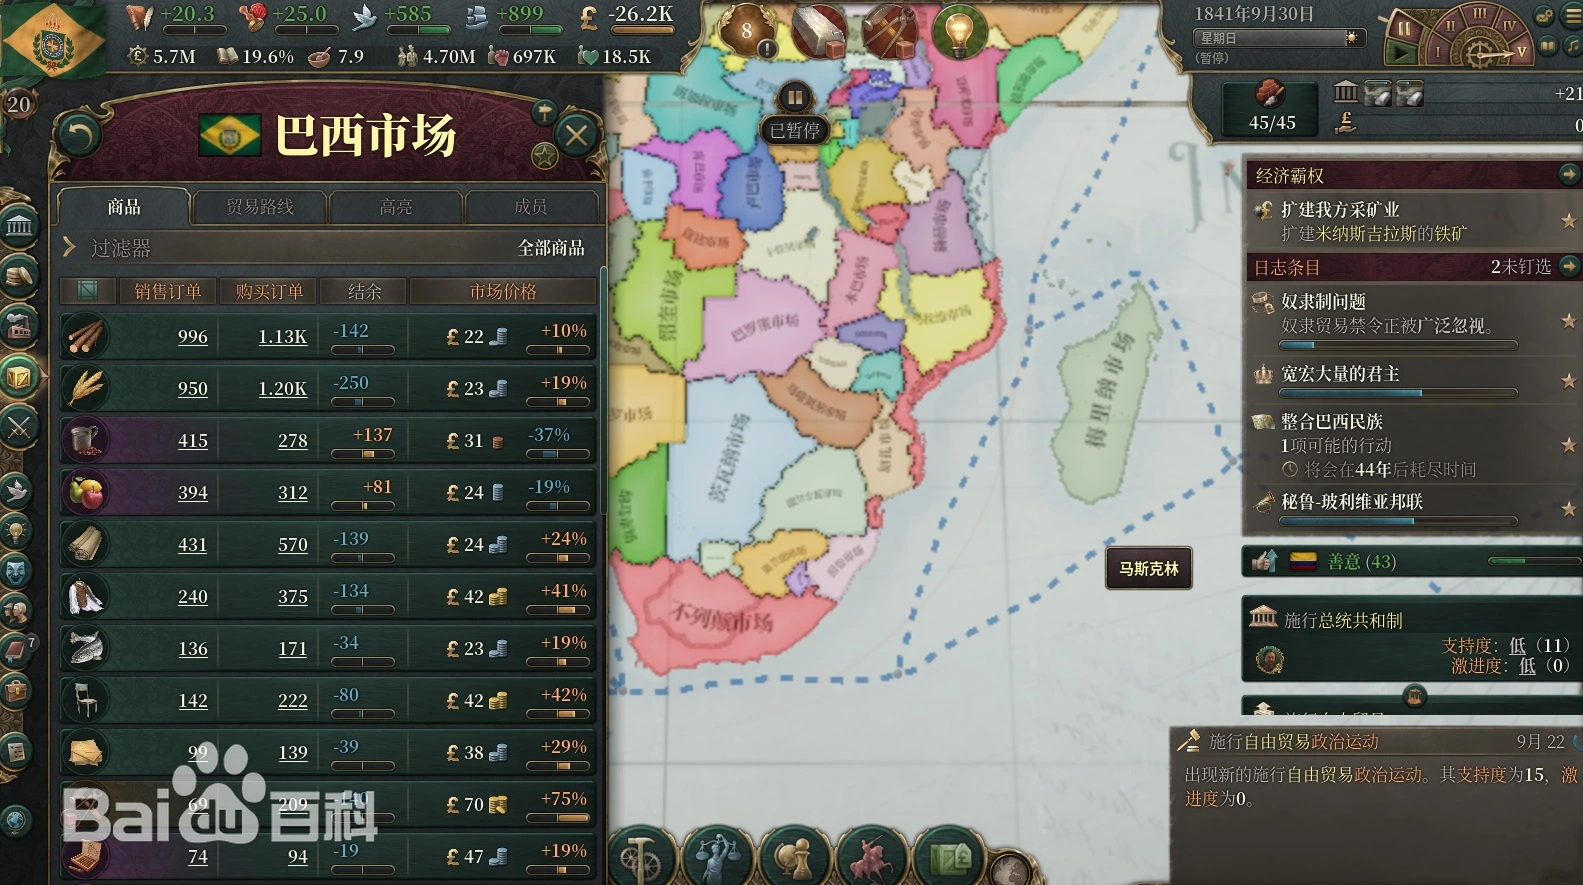 +20.3 +25.0 +585 +899 -26.2K
5.7M 19.6% 7.9 4.70M 697K 18.5K
8
1841年9月30日
星期日
(暂停)
I II III IV V
20
巴西市场
已暂停
45/45
+21
0
商品 贸易路线 高亮 成员
过滤器 全部商品
销售订单 购买订单 结余 市场价格
996 1.13K -142 £ 22 +10%
950 1.20K -250 £ 23 +19%
415 278 +137 £ 31 -37%
394 312 +81 £ 24 -19%
431 570 -139 £ 24 +24%
240 375 -134 £ 42 +41%
136 171 -34 £ 23 +19%
142 222 -80 £ 42 +42%
99 139 -39 £ 38 +29%
69 209 -140 £ 70 +75%
74 94 -19 £ 47 +19%
7
Bai du 百科
梅里纳市场
茨瓦纳市场
不列颠市场
马斯克林
经济霸权
扩建我方采矿业
扩建米纳斯吉拉斯的铁矿
日志条目 2未钉选
奴隶制问题
奴隶贸易禁令正被广泛忽视。
宽宏大量的君主
整合巴西民族
1项可能的行动
将会在44年后耗尽时间
秘鲁-玻利维亚邦联
善意 (43)
施行总统共和制
支持度：低（11）
激进度：低（0）
施行自由贸易政治运动 9月 22
出现新的施行自由贸易政治运动。其支持度为15，激
进度为0。